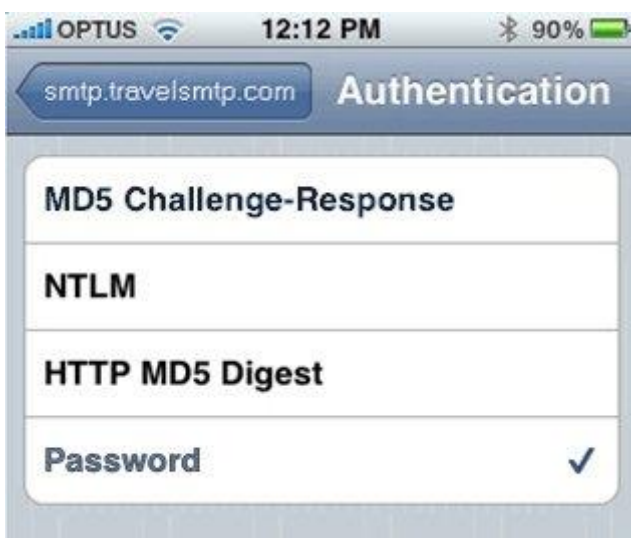 OPTUS 12:12 PM 90%
smtp.travelsmtp.com Authentication
MD5 Challenge-Response
NTLM
HTTP MD5 Digest
Password